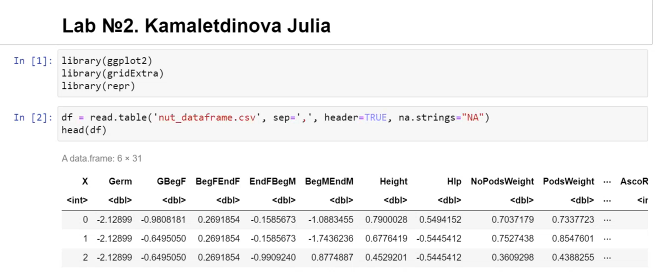 Lab №2. Kamaletdinova Julia
In [1]: library(ggplot2)
library(gridExtra)
library(repr)
In [2]: df = read.table('nut_dataframe.csv', sep=',', header=TRUE, na.strings="NA")
head(df)
A data.frame: 6 × 31
X Germ GBegF BegFEndF EndFBegM BegMEndM Height HIp NoPodsWeight PodsWeight ⋯ AscoR
<int> <dbl> <dbl> <dbl> <dbl> <dbl> <dbl> <dbl> <dbl> <dbl> ⋯ <ir
0 -2.12899 -0.9808181 0.2691854 -0.1585673 -1.0883455 0.7900028 0.5494152 0.7037179 0.7337723 ⋯
1 -2.12899 -0.6495050 0.2691854 -0.1585673 -1.7436236 0.6776419 -0.5445412 0.7527438 0.8547601 ⋯
2 -2.12899 -0.6495050 0.2691854 -0.9909240 0.8774887 0.4529201 -0.5445412 0.3609298 0.4388255 ⋯